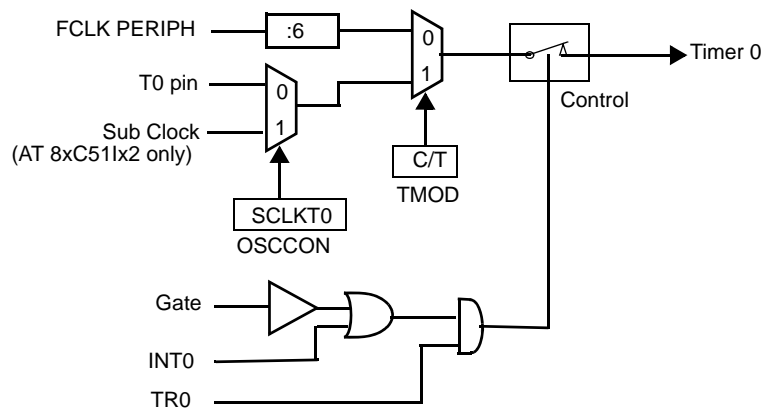 FCLK PERIPH
:6
0
1
Timer 0
Control
T0 pin
0
1
Sub Clock
(AT 8xC51Ix2 only)
C/T
TMOD
SCLKT0
OSCCON
Gate
INT0
TR0